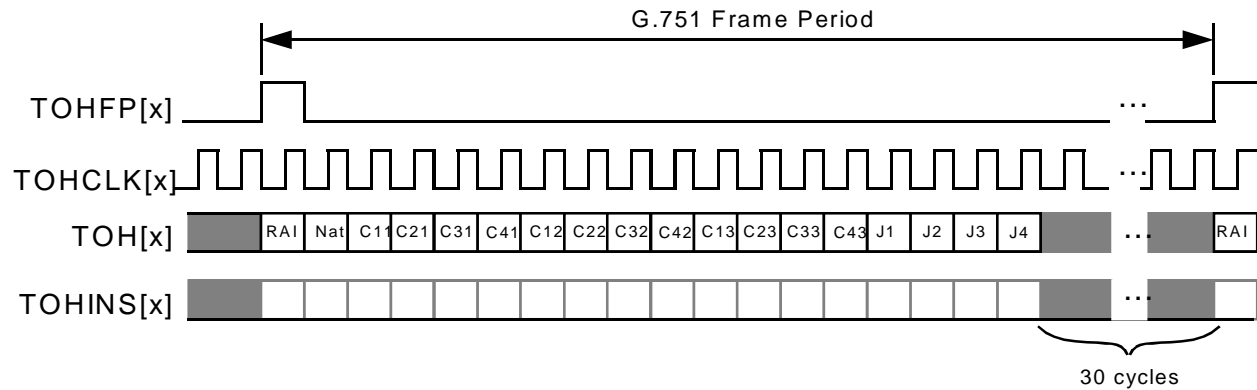 G.751 Frame Period
TOHFP[x]
...
TOHCLK[x]
...
TOH[x] RAI Nat C11 C21 C31 C41 C12 C22 C32 C42 C13 C23 C33 C43 J1 J2 J3 J4 ... RAI
TOHINS[x]
...
30 cycles